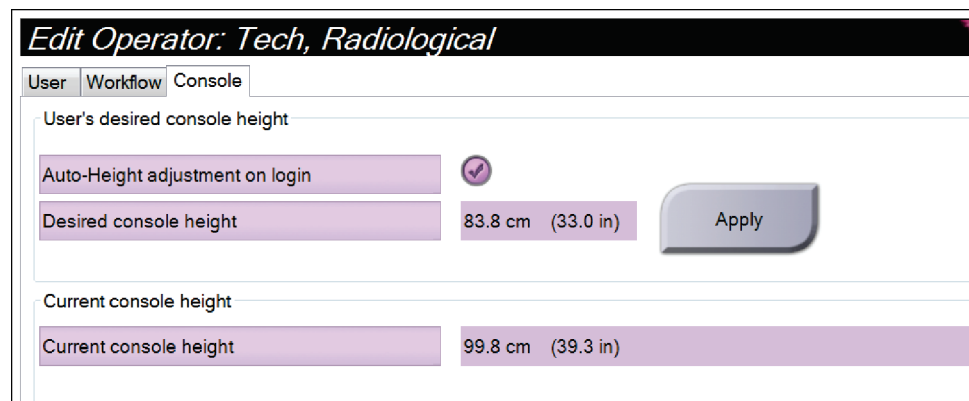 Edit Operator: Tech, Radiological
User Workflow Console
User's desired console height
Auto-Height adjustment on login
Desired console height 83.8 cm (33.0 in) Apply
Current console height
Current console height 99.8 cm (39.3 in)